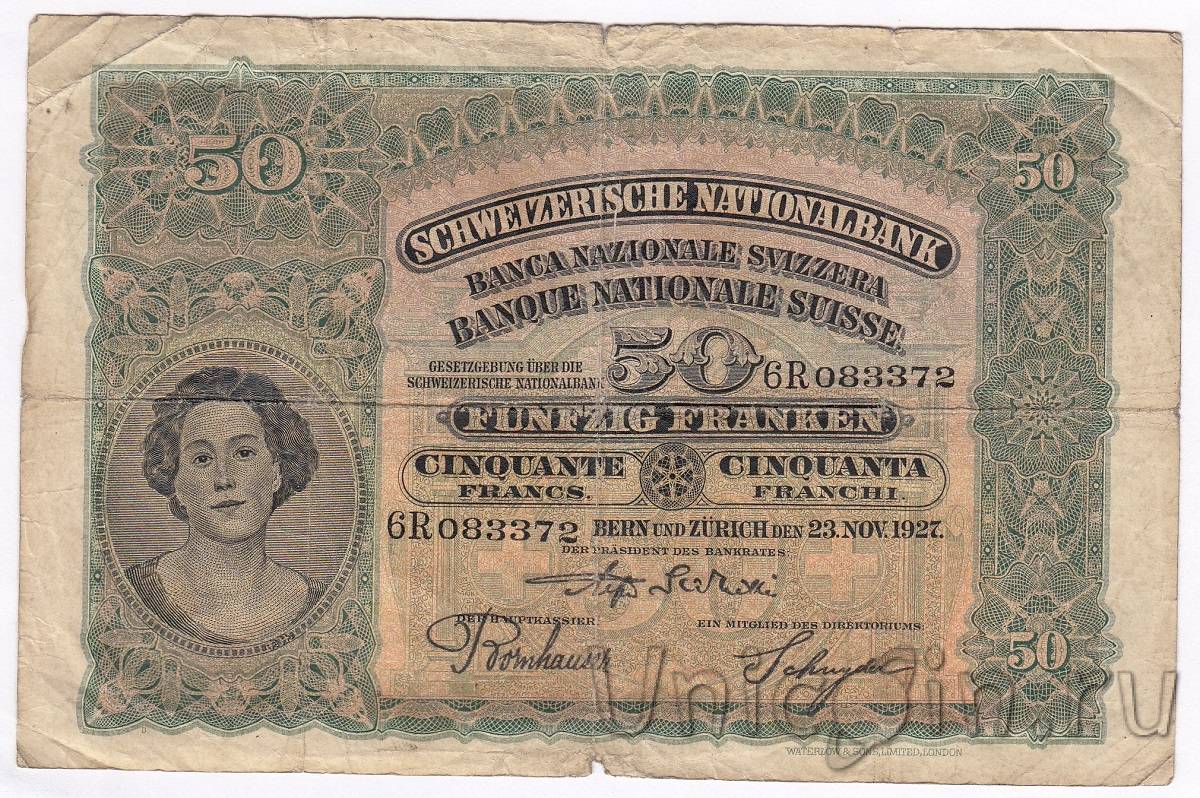 50
50
SCHWEIZERISCHE NATIONALBANK
BANCA NAZIONALE SVIZZERA
BANQUE NATIONALE SUISSE.
GESETZGEBUNG ÜBER DIE
SCHWEIZERISCHE NATIONALBANK
50
6R083372
FÜNFZIG FRANKEN
CINQUANTE
FRANCS.
CINQUANTA
FRANCHI.
6R083372
BERN UND ZÜRICH DEN 23. NOV. 1927.
DER PRÄSIDENT DES BANKRATES:
DER HAUPTKASSIER
EIN MITGLIED DES DIREKTORIUMS:
Bornhauser
Schnyder
50
UnicoIn.ru
WATERLOW & SONS, LIMITED, LONDON